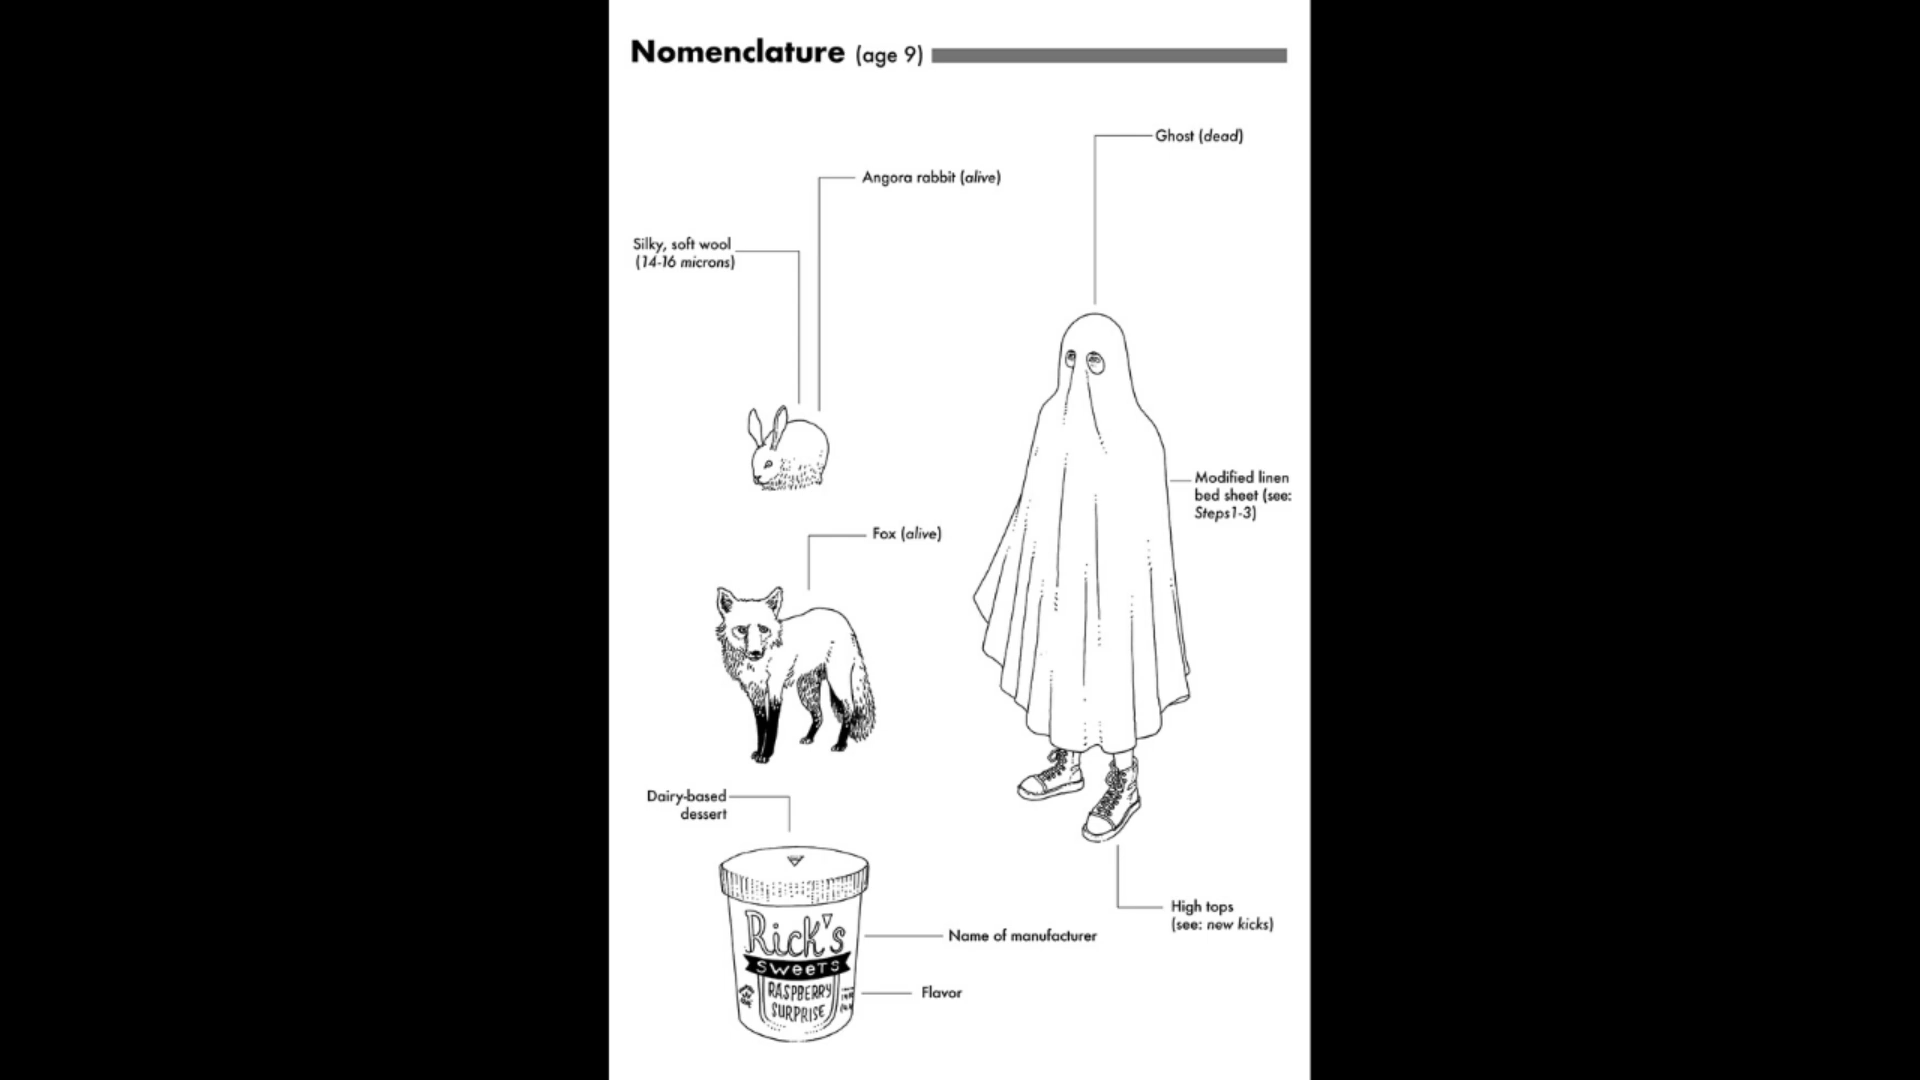 Nomenclature (age 9)
Ghost (dead)
Angora rabbit (alive)
Silky, soft wool
(14-16 microns)
Modified linen
bed sheet (see:
Steps1-3)
Fox (alive)
Dairy-based
dessert
Rick's
SWEETS
RASPBERRY
SURPRISE
Name of manufacturer
Flavor
High tops
(see: new kicks)